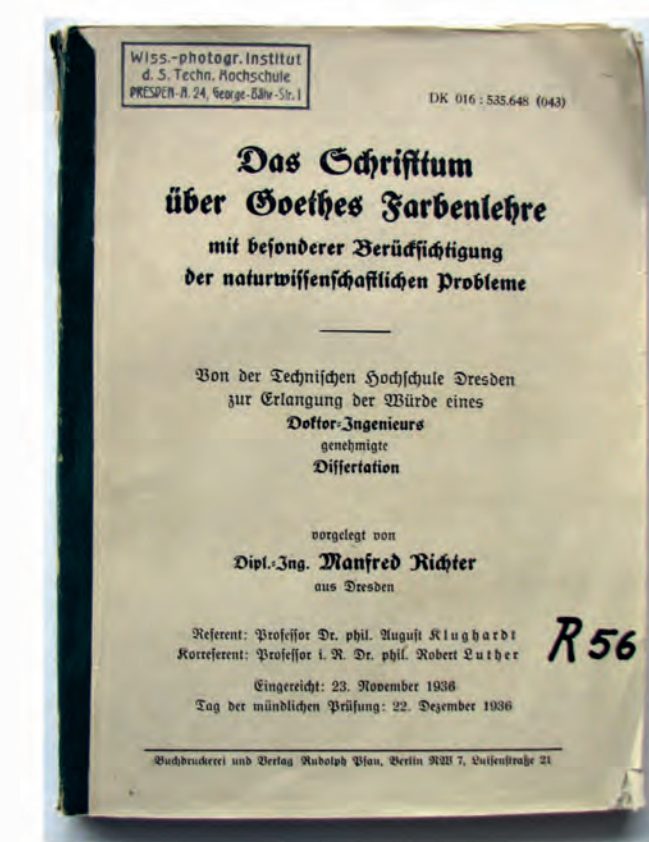 Wiss.-photogr. Institut
d. S. Techn. Hochschule
DRESDEN-A. 24, George-Bähr-Str. 1
DK 016 : 535.648 (043)
Das Schrifttum
über Goethes Farbenlehre
mit besonderer Berücksichtigung
der naturwissenschaftlichen Probleme
Von der Technischen Hochschule Dresden
zur Erlangung der Würde eines
Doktor-Ingenieurs
genehmigte
Dissertation
vorgelegt von
Dipl.-Ing. Manfred Richter
aus Dresden
Referent: Professor Dr. phil. August Klughardt
Korreferent: Professor i. R. Dr. phil. Robert Luther
R 56
Eingereicht: 23. November 1936
Tag der mündlichen Prüfung: 22. Dezember 1936
Buchdruckerei und Verlag Rudolph Pfau, Berlin NW 7, Luisenstraße 21